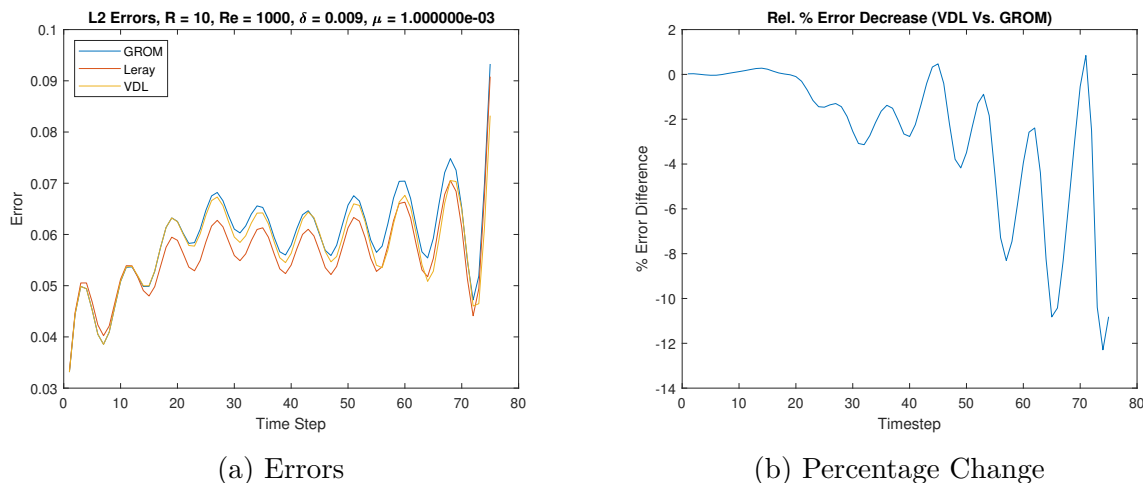 L2 Errors, R = 10, Re = 1000, δ = 0.009, μ = 1.000000e-03
0.1
0.09
0.08
0.07
0.06
0.05
0.04
0.03
Error
GROM
Leray
VDL
0 10 20 30 40 50 60 70 80
Time Step
(a) Errors
Rel. % Error Decrease (VDL Vs. GROM)
0
-2
-4
-6
-8
-10
-12
-14
% Error Difference
0 10 20 30 40 50 60 70 80
Timestep
(b) Percentage Change